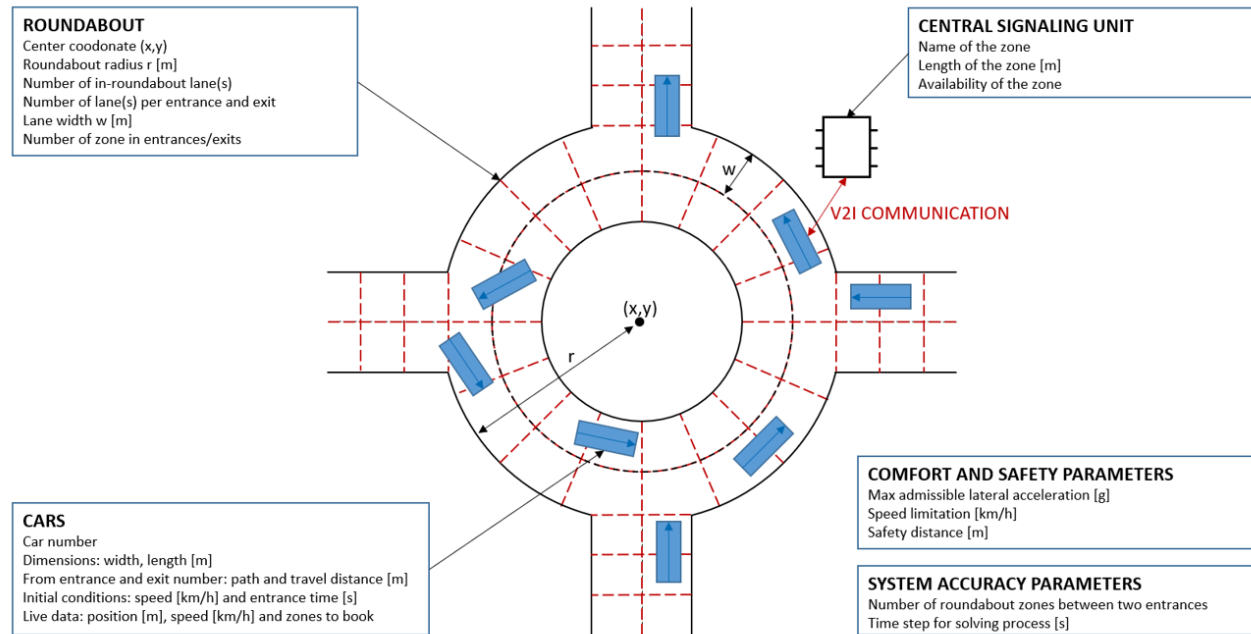 ROUNDABOUT
Center coodonate (x,y)
Roundabout radius r [m]
Number of in-roundabout lane(s)
Number of lane(s) per entrance and exit
Lane width w [m]
Number of zone in entrances/exits
CENTRAL SIGNALING UNIT
Name of the zone
Length of the zone [m]
Availability of the zone
w
V2I COMMUNICATION
(x,y)
r
CARS
Car number
Dimensions: width, length [m]
From entrance and exit number: path and travel distance [m]
Initial conditions: speed [km/h] and entrance time [s]
Live data: position [m], speed [km/h] and zones to book
COMFORT AND SAFETY PARAMETERS
Max admissible lateral acceleration [g]
Speed limitation [km/h]
Safety distance [m]
SYSTEM ACCURACY PARAMETERS
Number of roundabout zones between two entrances
Time step for solving process [s]